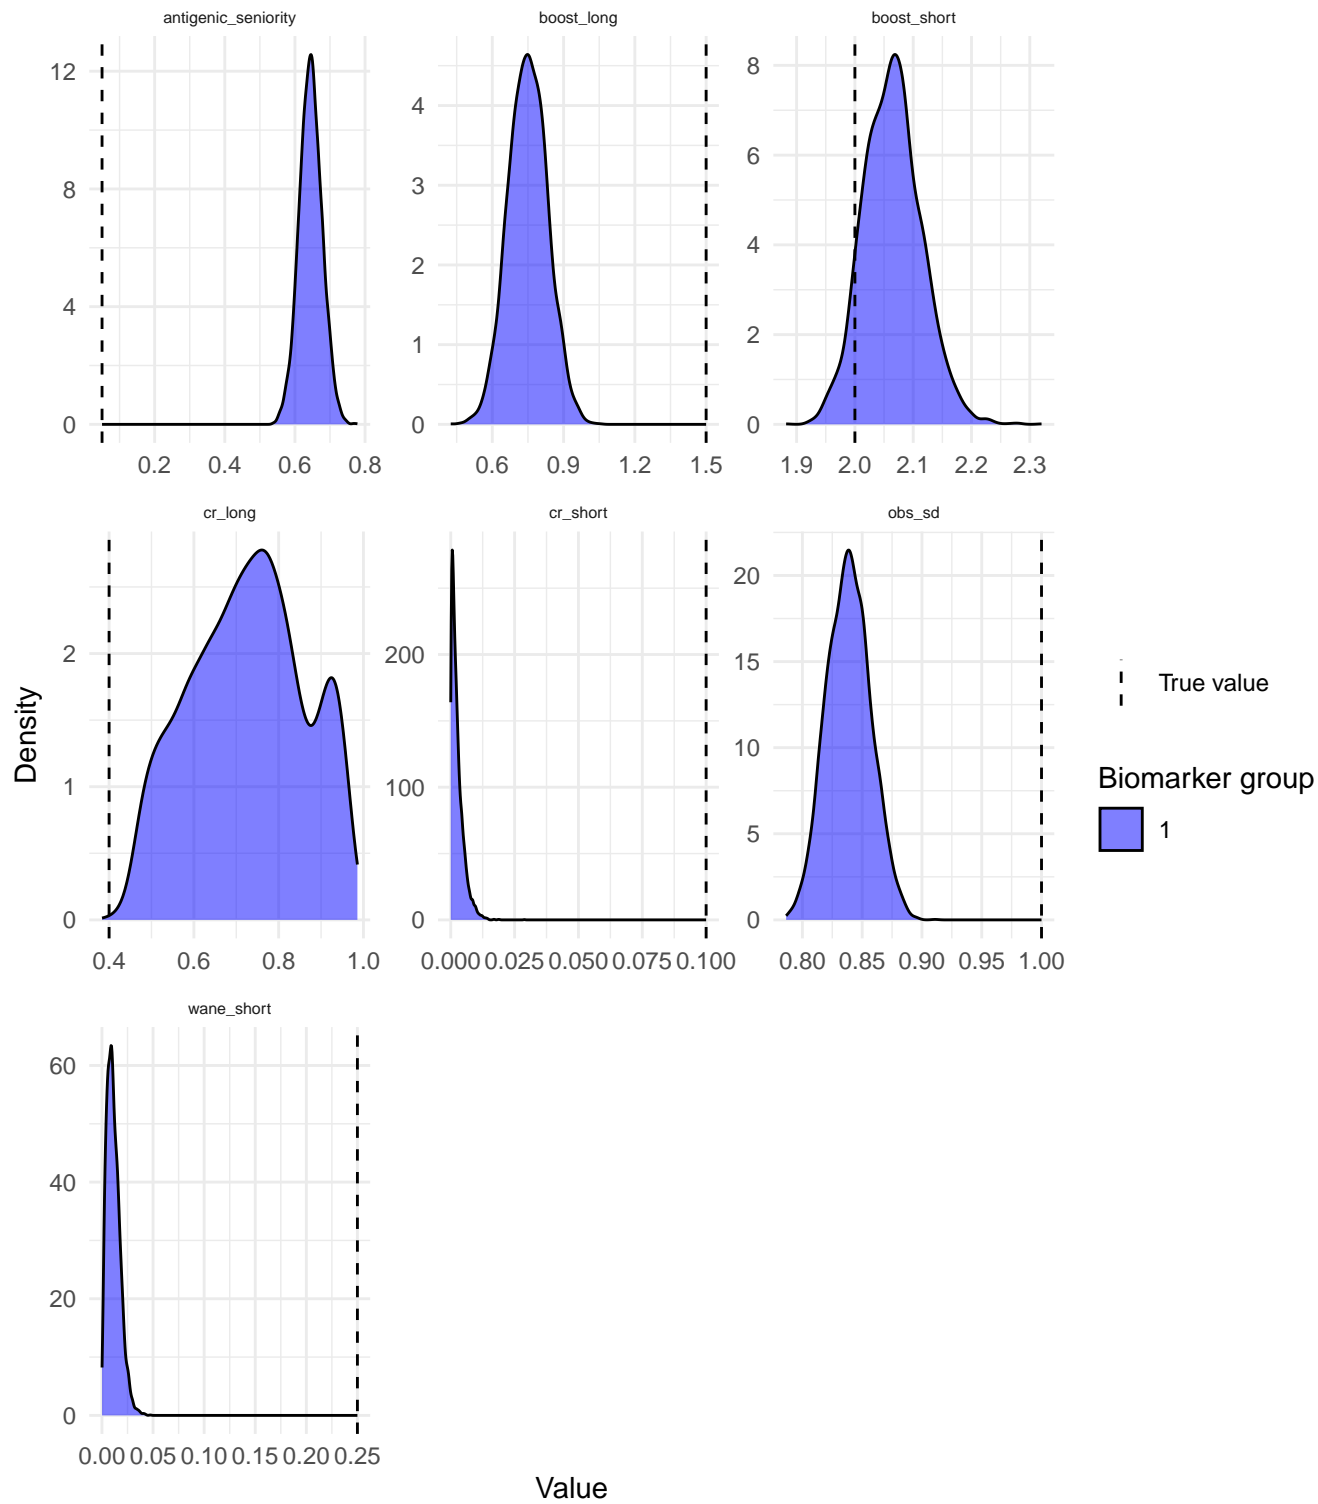 antigenic_seniority boost_long boost_short
12
8
4
0
0.2 0.4 0.6 0.8
4
3
2
1
0
0.6 0.9 1.2 1.5
8
6
4
2
0
1.9 2.0 2.1 2.2 2.3
cr_long cr_short obs_sd
2
1
0
0.4 0.6 0.8 1.0
200
100
0
0.000 0.025 0.050 0.075 0.100
20
15
10
5
0
0.80 0.85 0.90 0.95 1.00
wane_short
60
40
20
0
0.00 0.05 0.10 0.15 0.20 0.25
Density
Value
True value
Biomarker group
1